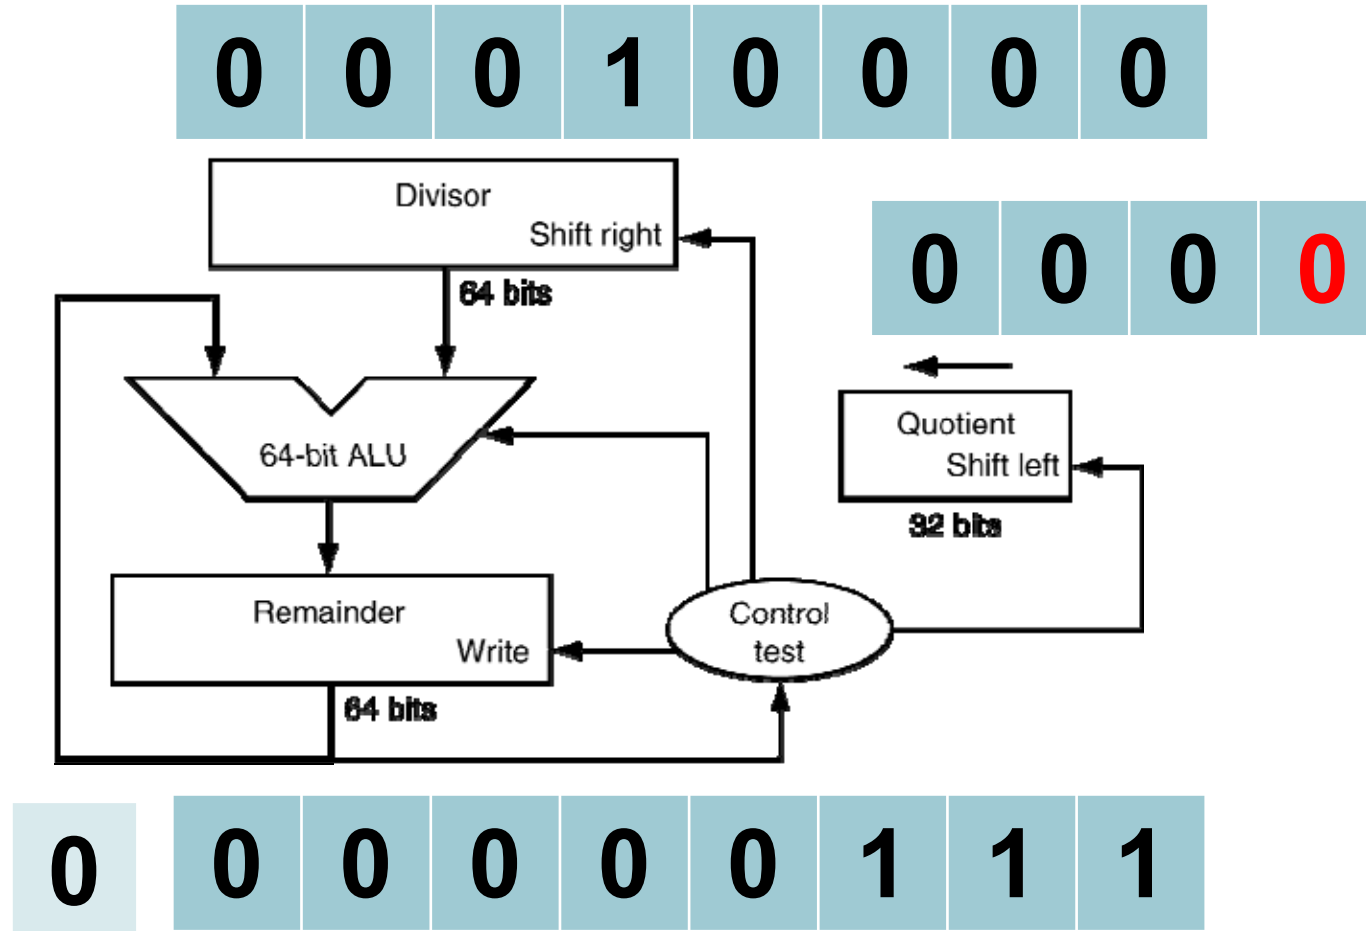 0 0 0 1 0 0 0 0
Divisor
Shift right
64 bits
0 0 0 0
64-bit ALU
Quotient
Shift left
32 bits
Remainder
Write
Control
test
64 bits
0 0 0 0 0 0 1 1 1